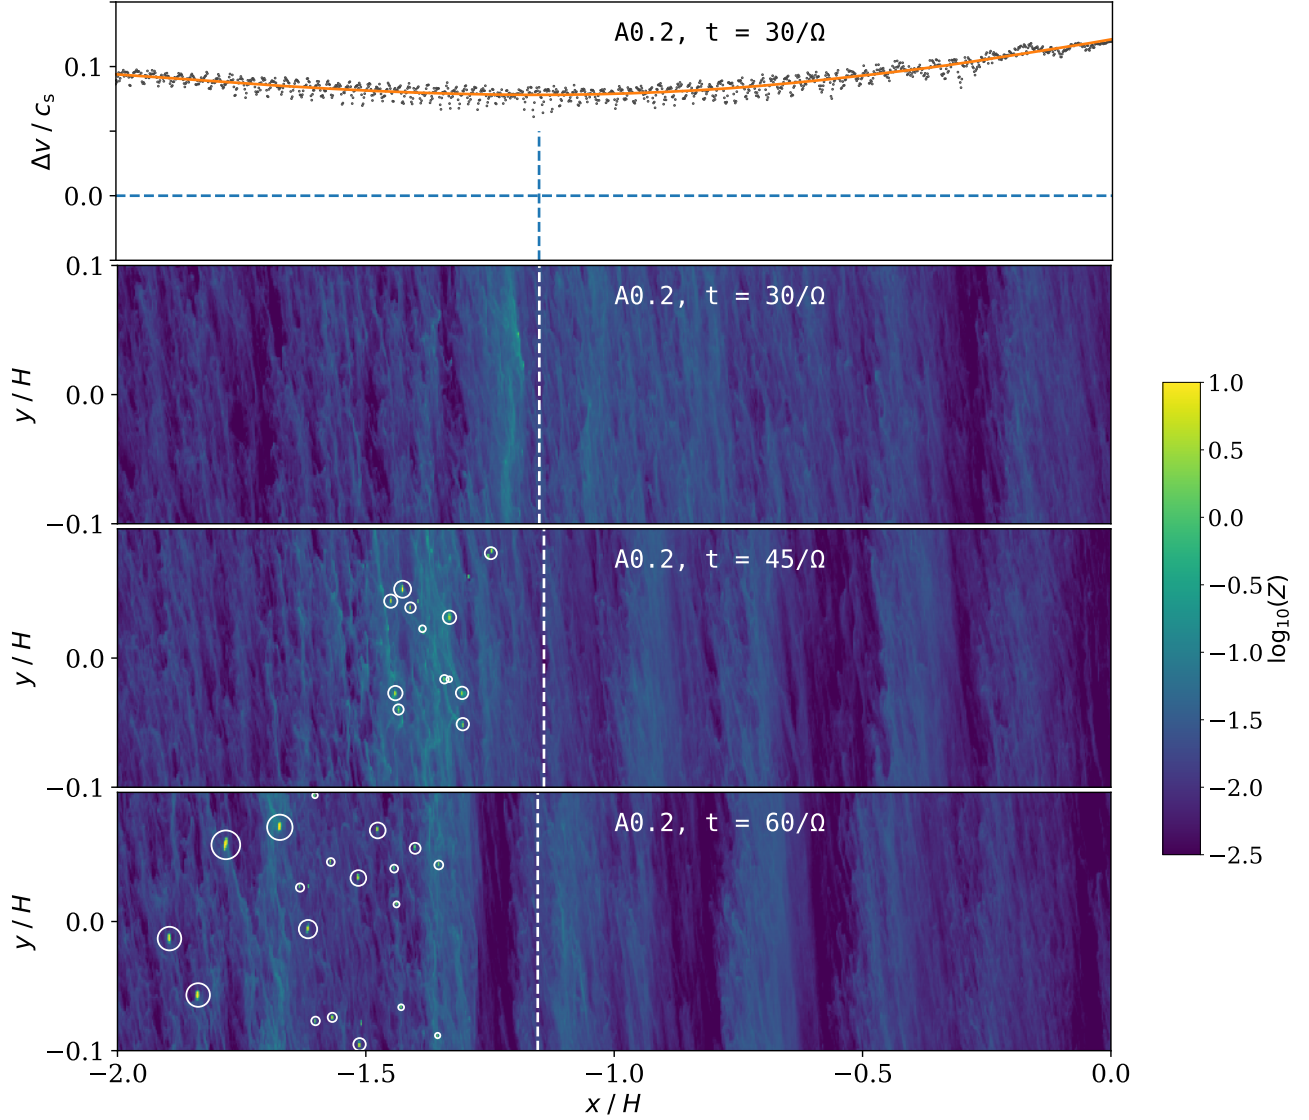 A0.2, t = 30/Ω
0.1
0.0
Δv / c_s
A0.2, t = 30/Ω
0.1
0.0
−0.1
y / H
A0.2, t = 45/Ω
0.0
−0.1
y / H
A0.2, t = 60/Ω
0.0
−0.1
y / H
−2.0 −1.5 −1.0 −0.5 0.0
x / H
1.0
0.5
0.0
−0.5
−1.0
−1.5
−2.0
−2.5
log₁₀(Z)